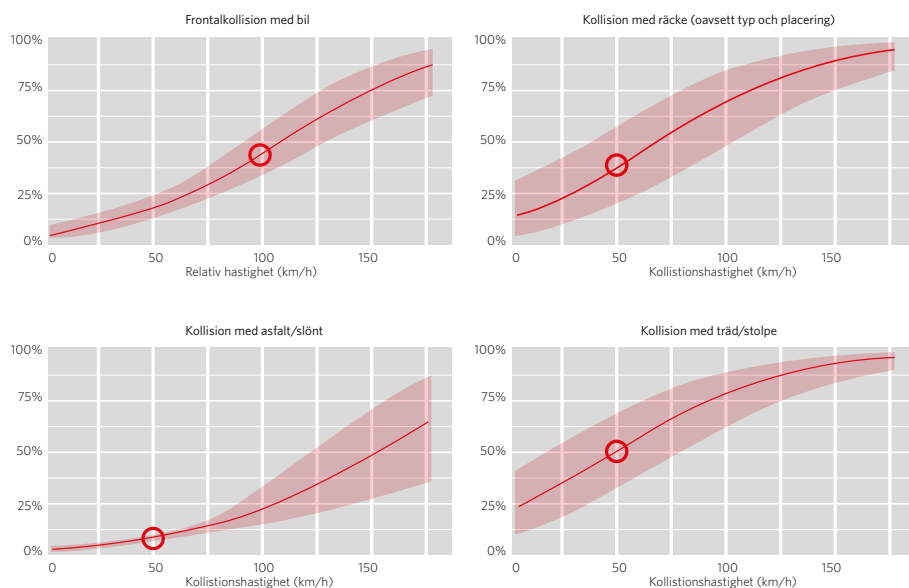 Frontalkollision med bil
100%
75%
50%
25%
0%
0 50 100 150
Relativ hastighet (km/h)
Kollision med räcke (oavsett typ och placering)
100%
75%
50%
25%
0%
0 50 100 150
Kollistionshastighet (km/h)
Kollision med asfalt/slönt
100%
75%
50%
25%
0%
0 50 100 150
Kollistionshastighet (km/h)
Kollision med träd/stolpe
100%
75%
50%
25%
0%
0 50 100 150
Kollistionshastighet (km/h)